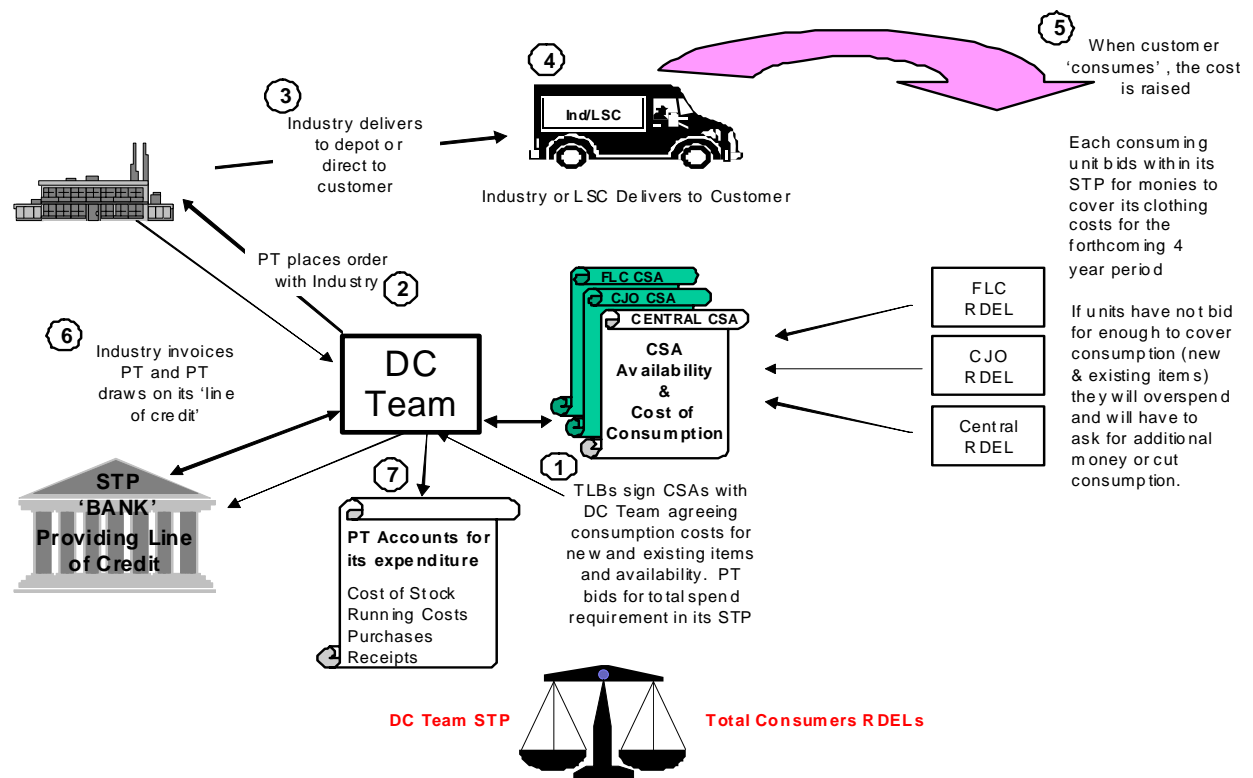 5
When customer
‘consumes’ , the cost
is raised
4
3
Industry delivers
to depot or
direct to
customer
Ind/LSC
Industry or LSC Delivers to Customer
Each consuming
unit bids within its
STP for monies to
cover its clothing
costs for the
forthcoming 4
year period
If units have not bid
for enough to cover
consumption (new
& existing items)
they will overspend
and will have to
ask for additional
money or cut
consumption.
PT places order
with Industry
2
FLC CSA
CJO CSA
CENTRAL CSA
CSA
Availability
&
Cost of
Consumption
FLC
RDEL
CJO
RDEL
Central
RDEL
6
Industry invoices
PT and PT
draws on its ‘line
of credit’
DC
Team
STP
‘BANK’
Providing Line
of Credit
7
PT Accounts for
its expenditure
Cost of Stock
Running Costs
Purchases
Receipts
1
TLBs sign CSAs with
DC Team agreeing
consumption costs for
new and existing items
and availability. PT
bids for total spend
requirement in its STP
DC Team STP
Total Consumers RDELs